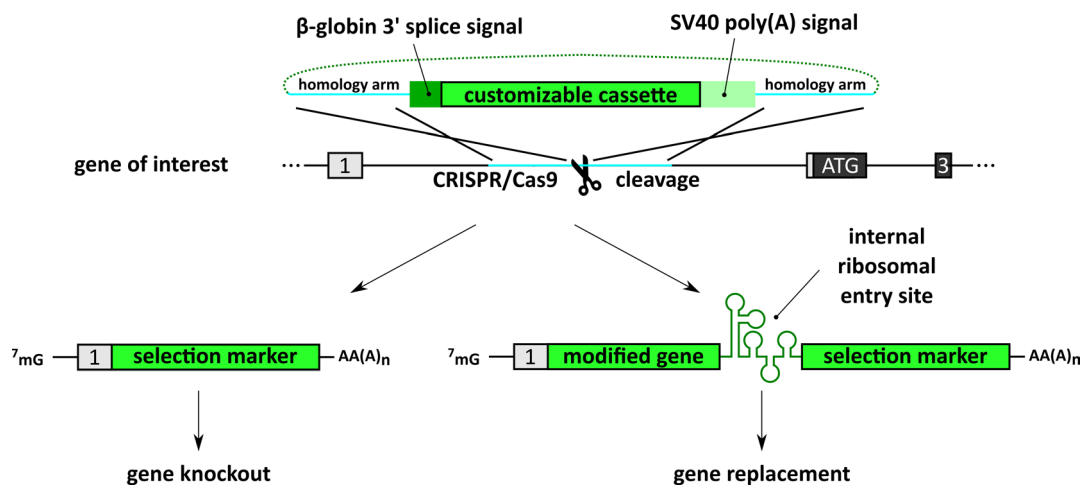 β-globin 3' splice signal
SV40 poly(A) signal
homology arm
customizable cassette
homology arm
gene of interest
... 1 ATG 3 ...
CRISPR/Cas9 cleavage
internal
ribosomal
entry site
⁷mG 1 selection marker AA(A)ₙ
⁷mG 1 modified gene selection marker AA(A)ₙ
gene knockout
gene replacement